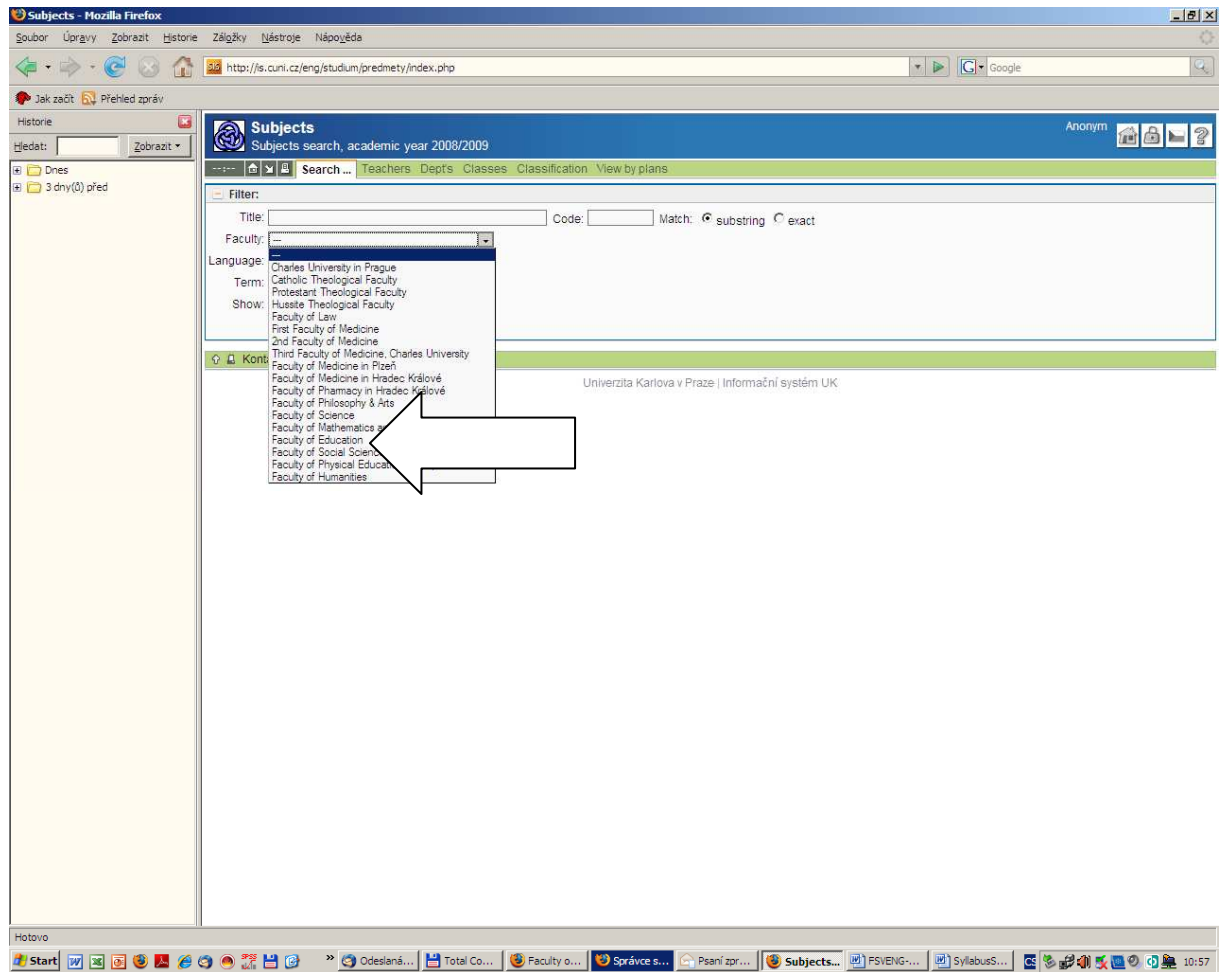 Subjects - Mozilla Firefox
Soubor Úpravy Zobrazit Historie Záložky Nástroje Nápověda
http://is.cuni.cz/eng/studium/predmety/index.php
G Google
Jak začít Přehled zpráv
Historie
Hledat: Zobrazit
Dnes
3 dny(ů) před
Subjects
Subjects search, academic year 2008/2009
Anonym
--:-- Search ... Teachers Dept's Classes Classification View by plans
Filter:
Title: Code: Match: substring exact
Faculty: ---
Language:
Term:
Show:
---
Charles University in Prague
Catholic Theological Faculty
Protestant Theological Faculty
Hussite Theological Faculty
Faculty of Law
First Faculty of Medicine
2nd Faculty of Medicine
Third Faculty of Medicine, Charles University
Faculty of Medicine in Plzeň
Faculty of Medicine in Hradec Králové
Faculty of Pharmacy in Hradec Králové
Faculty of Philosophy & Arts
Faculty of Science
Faculty of Mathematics
Faculty of Education
Faculty of Social Scienc
Faculty of Physical Educat
Faculty of Humanities
Kont
Univerzita Karlova v Praze | Informační systém UK
Hotovo
Start » Odeslaná... Total Co... Faculty o... Správce s... Psaní zpr... Subjects... FSVENG-... SyllabusS... CS 10:57